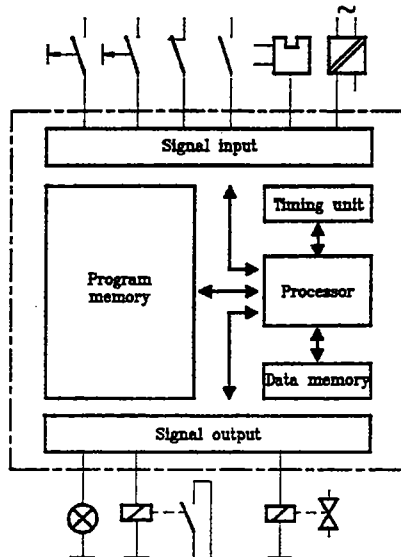 ~
Signal input
Timing unit
Program
memory
Processor
Data memory
Signal output